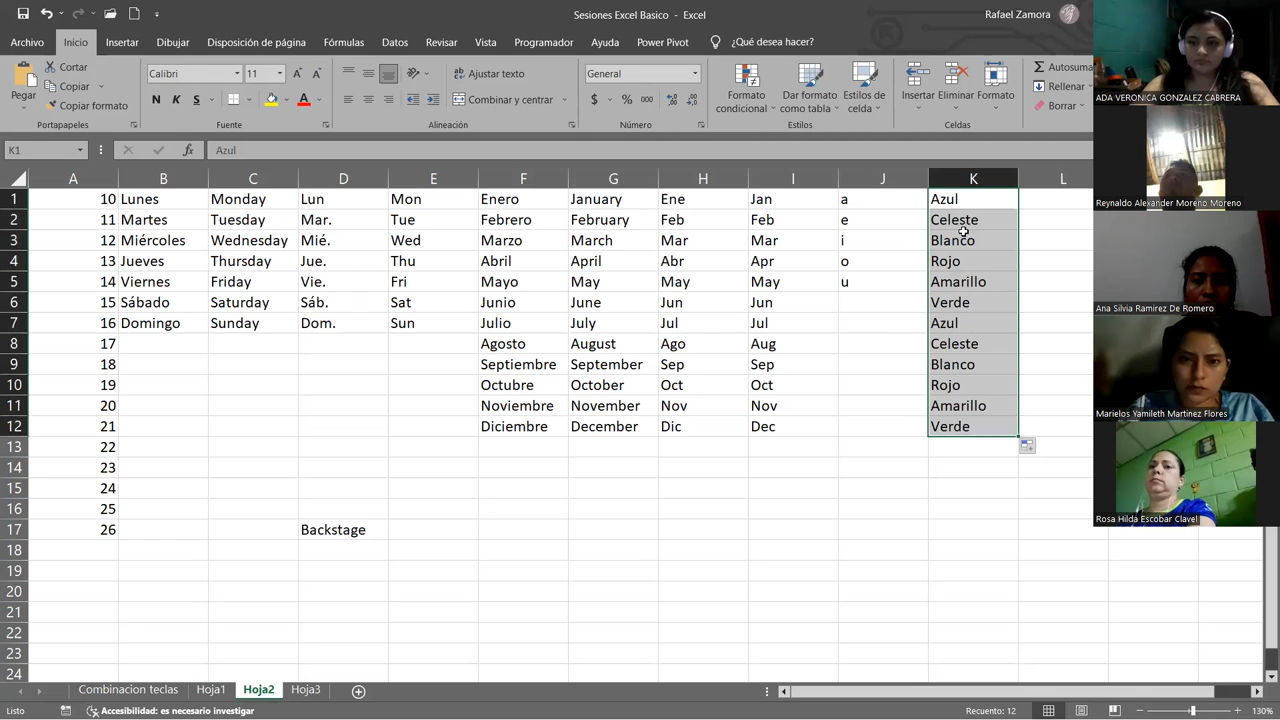 Sesiones Excel Basico - Excel
Rafael Zamora
Archivo Inicio Insertar Dibujar Disposición de página Fórmulas Datos Revisar Vista Programador Ayuda Power Pivot ¿Qué desea hacer?
Pegar
Cortar
Copiar
Copiar formato
Portapapeles
Calibri 11
N K S
Fuente
Ajustar texto
Combinar y centrar
Alineación
General
$ % 000
Número
Formato condicional
Dar formato como tabla
Estilos de celda
Estilos
Insertar Eliminar Formato
Celdas
Autosuma
Rellenar
Borrar
K1 fx Azul
A B C D E F G H I J K L
1 10 Lunes Monday Lun Mon Enero January Ene Jan a Azul
2 11 Martes Tuesday Mar. Tue Febrero February Feb Feb e Celeste
3 12 Miércoles Wednesday Mié. Wed Marzo March Mar Mar i Blanco
4 13 Jueves Thursday Jue. Thu Abril April Abr Apr o Rojo
5 14 Viernes Friday Vie. Fri Mayo May May May u Amarillo
6 15 Sábado Saturday Sáb. Sat Junio June Jun Jun Verde
7 16 Domingo Sunday Dom. Sun Julio July Jul Jul Azul
8 17 Agosto August Ago Aug Celeste
9 18 Septiembre September Sep Sep Blanco
10 19 Octubre October Oct Oct Rojo
11 20 Noviembre November Nov Nov Amarillo
12 21 Diciembre December Dic Dec Verde
13 22
14 23
15 24
16 25
17 26 Backstage
18
19
20
21
22
23
24
Combinacion teclas Hoja1 Hoja2 Hoja3
Listo Accesibilidad: es necesario investigar Recuento: 12 130%
ADA VERONICA GONZALEZ CABRERA
Reynaldo Alexander Moreno Moreno
Ana Silvia Ramirez De Romero
Marielos Yamileth Martinez Flores
Rosa Hilda Escobar Clavel